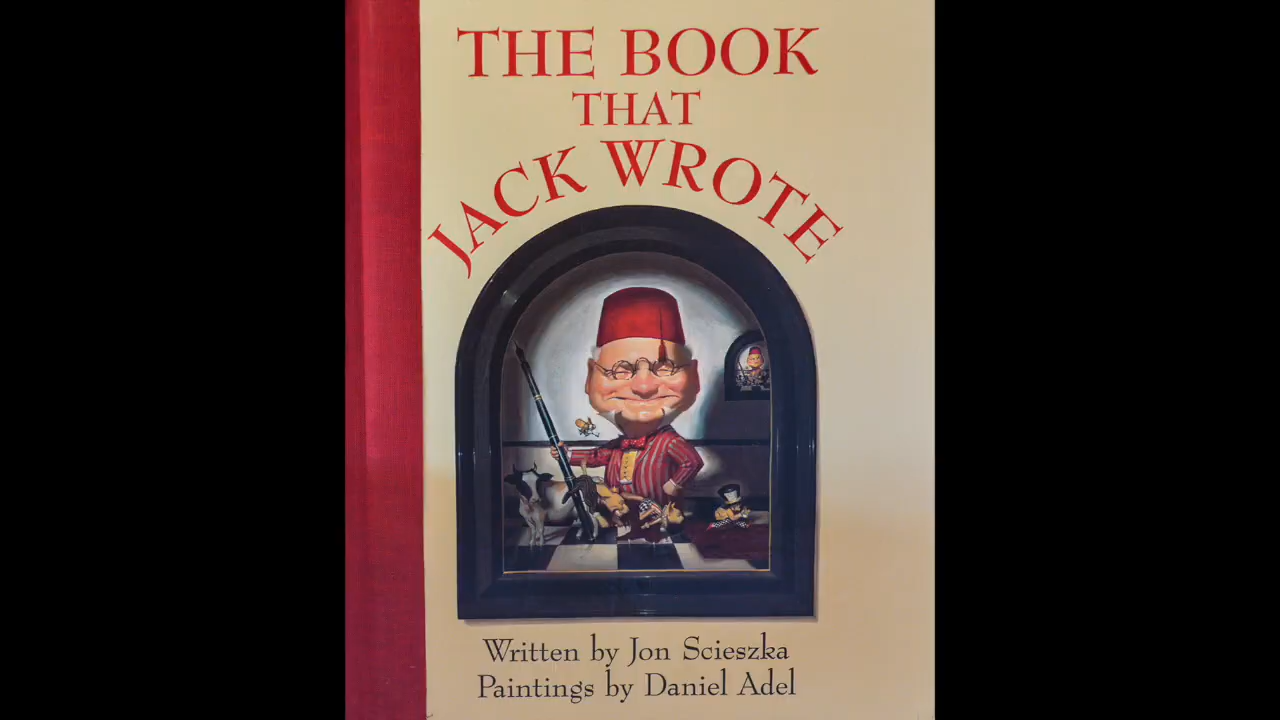 THE BOOK
THAT
JACK WROTE
Written by Jon Scieszka
Paintings by Daniel Adel